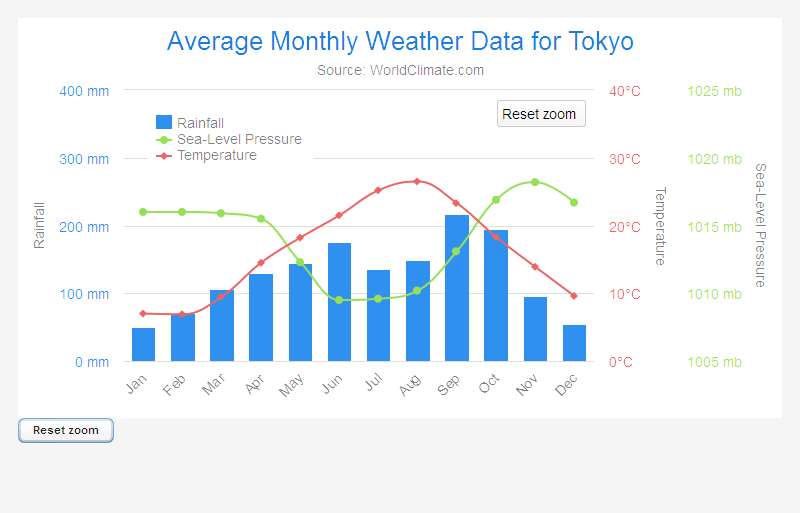 Average Monthly Weather Data for Tokyo
Source: WorldClimate.com
400 mm
300 mm
200 mm
100 mm
0 mm
Rainfall
Rainfall
Sea-Level Pressure
Temperature
Reset zoom
40°C
30°C
20°C
10°C
0°C
Temperature
1025 mb
1020 mb
1015 mb
1010 mb
1005 mb
Sea-Level Pressure
Jan
Feb
Mar
Apr
May
Jun
Jul
Aug
Sep
Oct
Nov
Dec
Reset zoom